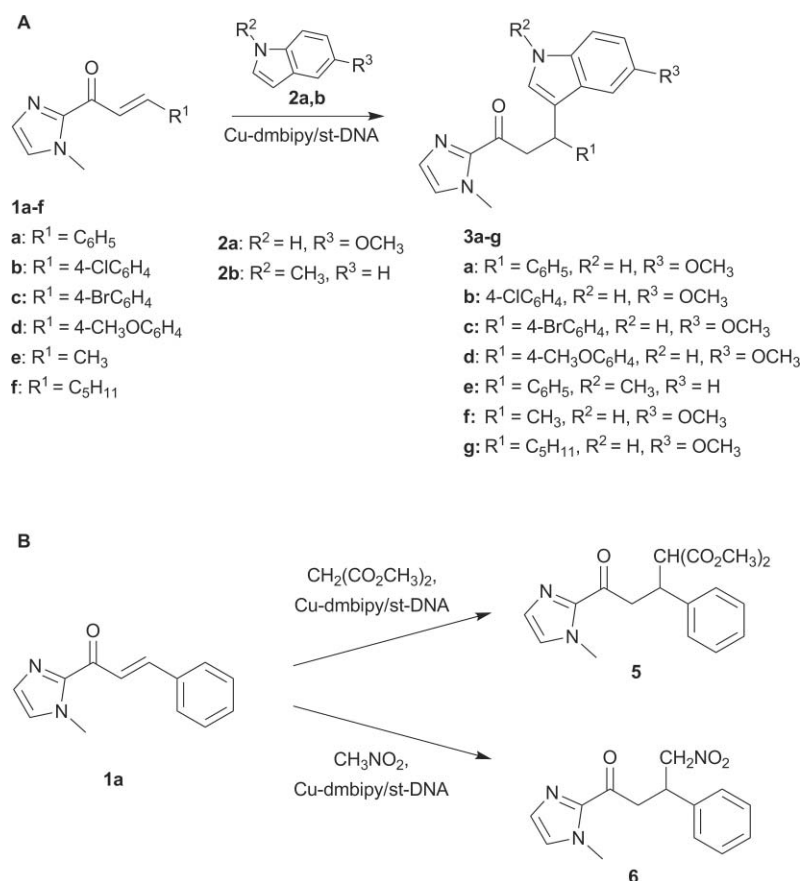 A
R² N R³
2a,b
Cu-dmbipy/st-DNA
O N N R¹
R² N R³ O N N R¹
1a-f
a: R¹ = C₆H₅
b: R¹ = 4-ClC₆H₄
c: R¹ = 4-BrC₆H₄
d: R¹ = 4-CH₃OC₆H₄
e: R¹ = CH₃
f: R¹ = C₅H₁₁
2a: R² = H, R³ = OCH₃
2b: R² = CH₃, R³ = H
3a-g
a: R¹ = C₆H₅, R² = H, R³ = OCH₃
b: 4-ClC₆H₄, R² = H, R³ = OCH₃
c: R¹ = 4-BrC₆H₄, R² = H, R³ = OCH₃
d: R¹ = 4-CH₃OC₆H₄, R² = H, R³ = OCH₃
e: R¹ = C₆H₅, R² = CH₃, R³ = H
f: R¹ = CH₃, R² = H, R³ = OCH₃
g: R¹ = C₅H₁₁, R² = H, R³ = OCH₃
B
O N N
1a
CH₂(CO₂CH₃)₂,
Cu-dmbipy/st-DNA
O CH(CO₂CH₃)₂
N N
5
CH₃NO₂,
Cu-dmbipy/st-DNA
O CH₂NO₂
N N
6